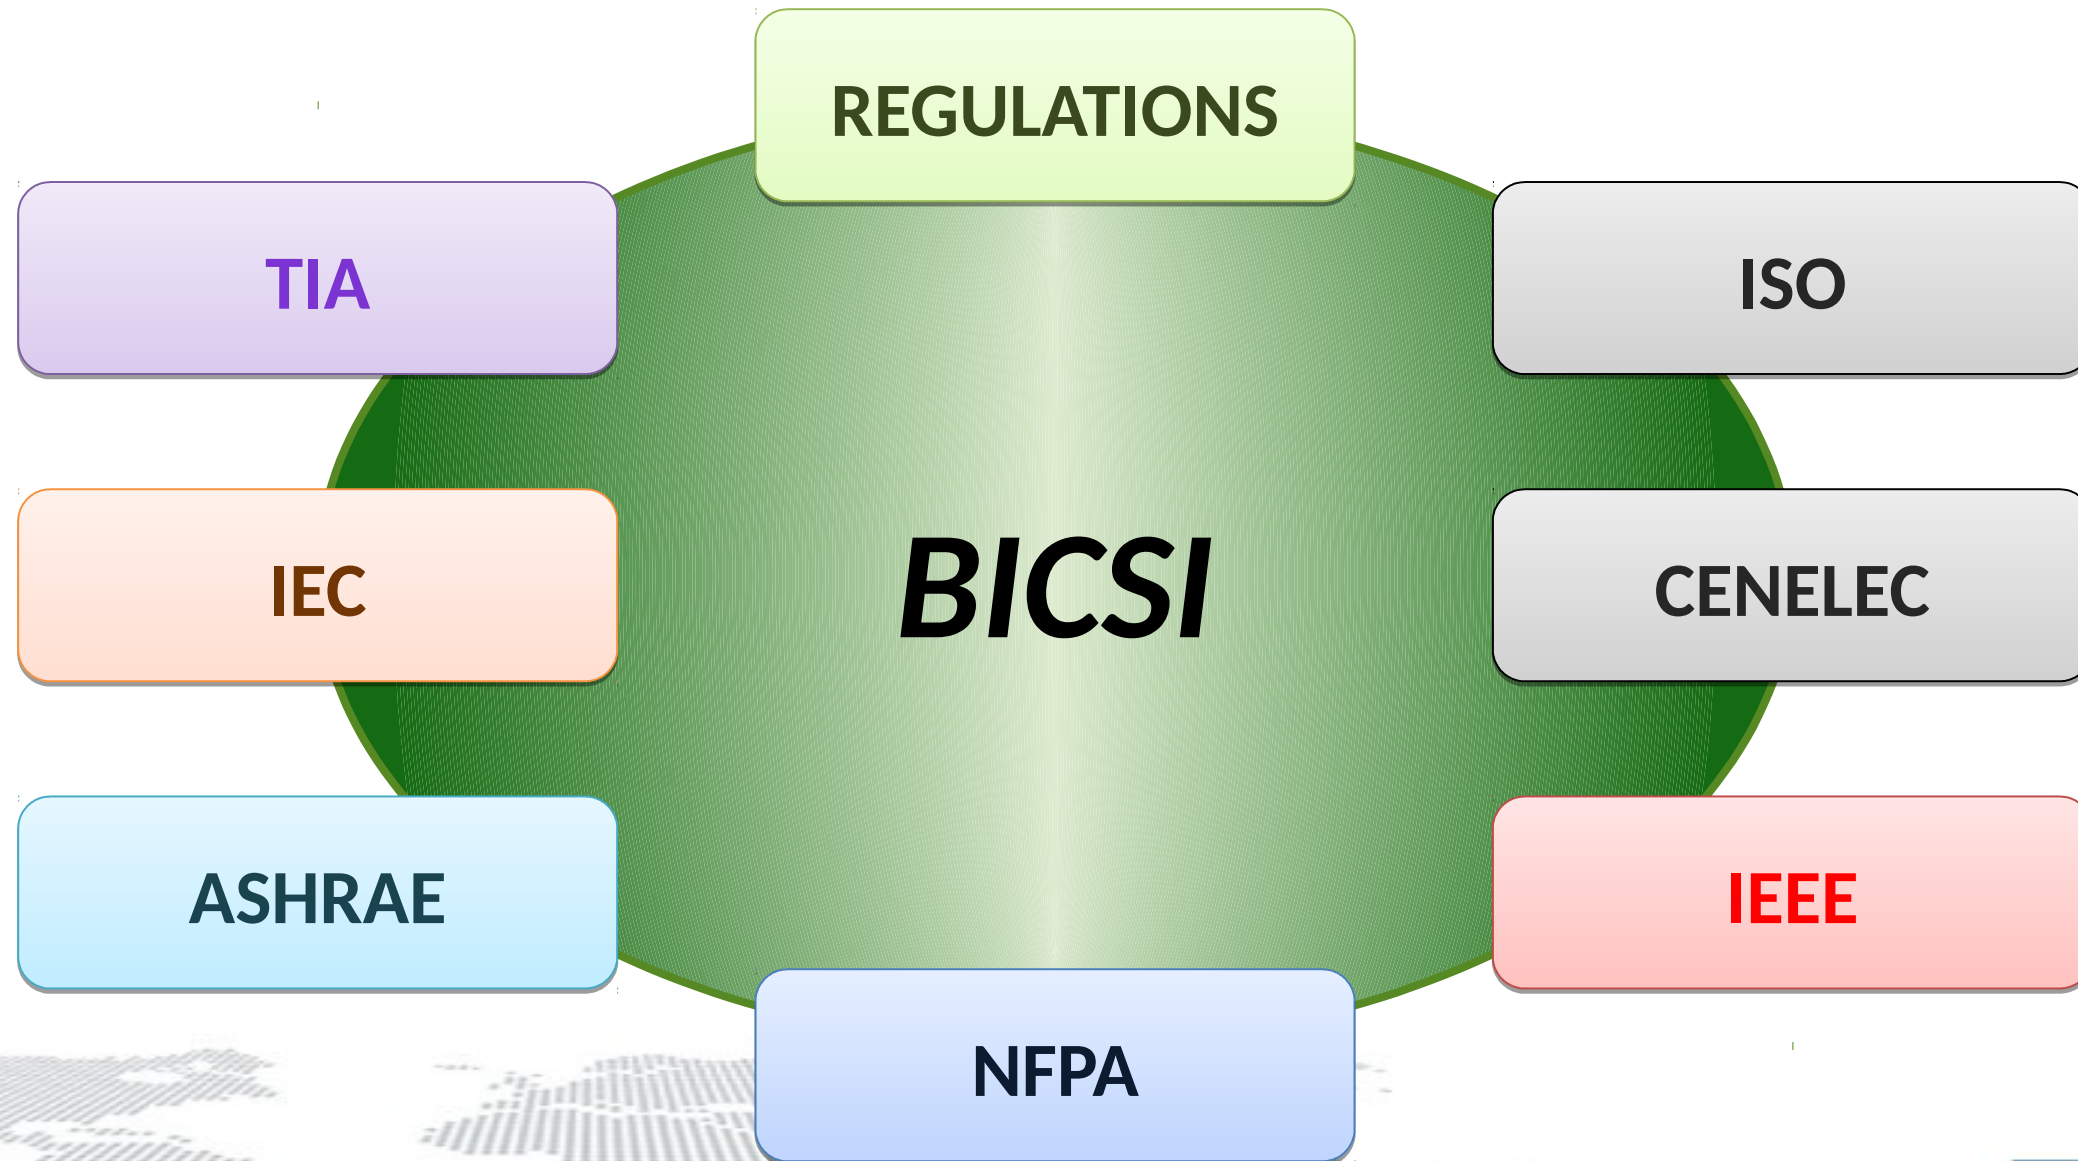 REGULATIONS
TIA
ISO
IEC
BICSI
CENELEC
ASHRAE
IEEE
NFPA